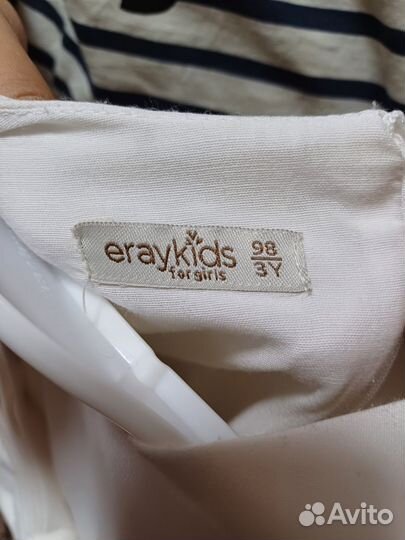 eraykids
for girls
98
3Y
Avito